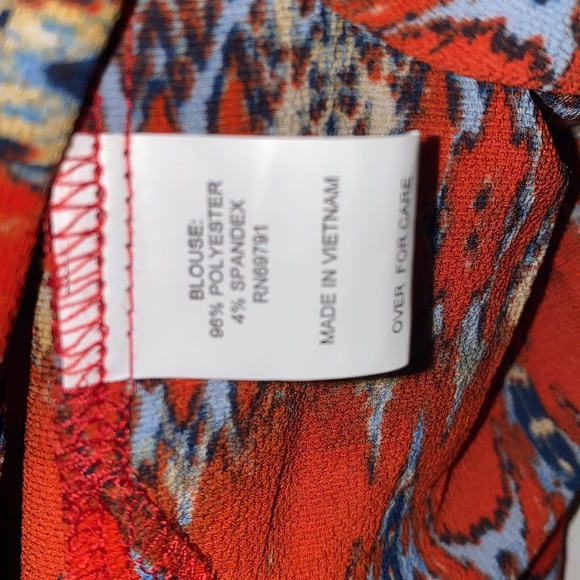 BLOUSE:
96% POLYESTER
4% SPANDEX
RN69791
MADE IN VIETNAM
OVER FOR CARE